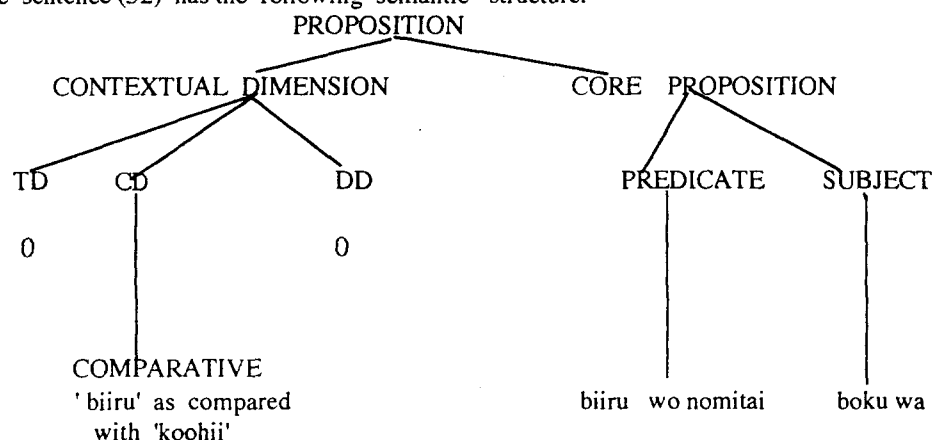 sentence (32) has the following semantic structure:
PROPOSITION
CONTEXTUAL DIMENSION CORE PROPOSITION
TD CD DD PREDICATE SUBJECT
0 0
COMPARATIVE
' biiru' as compared biiru wo nomitai boku wa
with 'koohii'